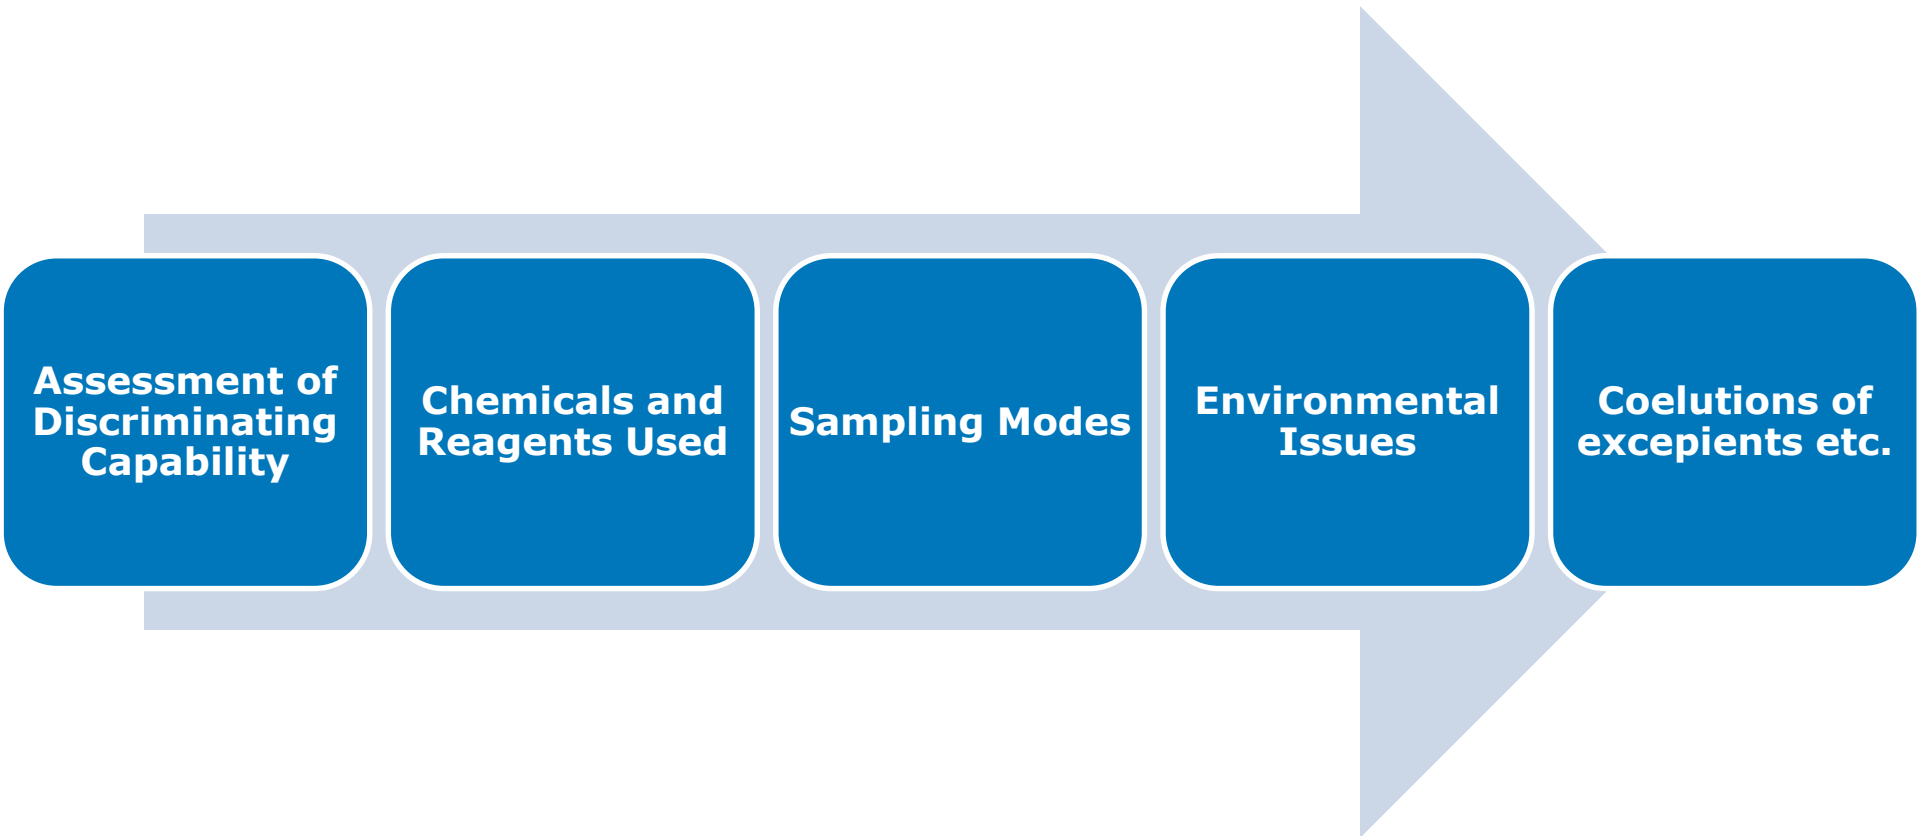 Assessment of
Discriminating
Capability
Chemicals and
Reagents Used
Sampling Modes
Environmental
Issues
Coelutions of
excepients etc.